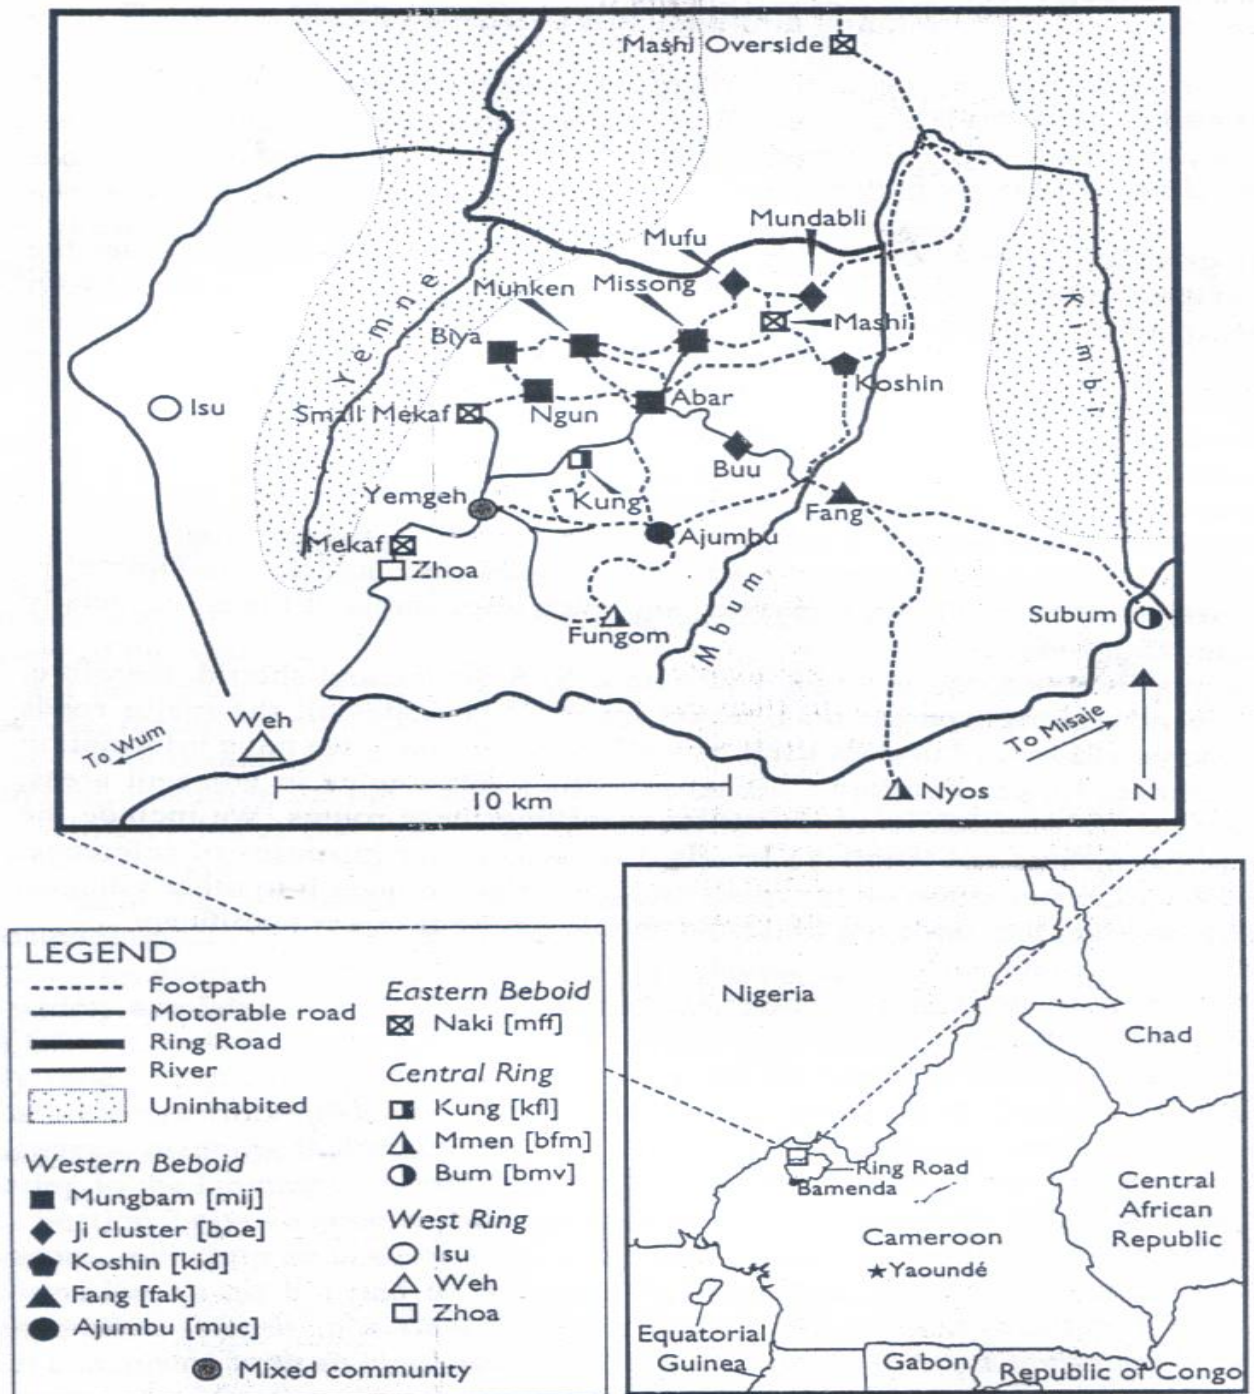 Mashi Overside
Mundabli
Mufu
Munken
Missong
Mashi
Biya
Yemne
Kimbi
Koshin
Isu
Small Mekaf
Ngun
Abar
Buu
Yemgeh
Kung
Fang
Mekaf
Ajumbu
Zhoa
Mbum
Subum
Fungom
Weh
To Wum
To Misaje
10 km
Nyos
N
LEGEND
Footpath
Motorable road
Ring Road
River
Uninhabited
Western Beboid
Mungbam [mij]
Ji cluster [boe]
Koshin [kid]
Fang [fak]
Ajumbu [muc]
Mixed community
Eastern Beboid
Naki [mff]
Central Ring
Kung [kfl]
Mmen [bfm]
Bum [bmv]
West Ring
Isu
Weh
Zhoa
Nigeria
Chad
Ring Road
Bamenda
Central
African
Republic
Cameroon
Yaoundé
Equatorial
Guinea
Gabon
Republic of Congo